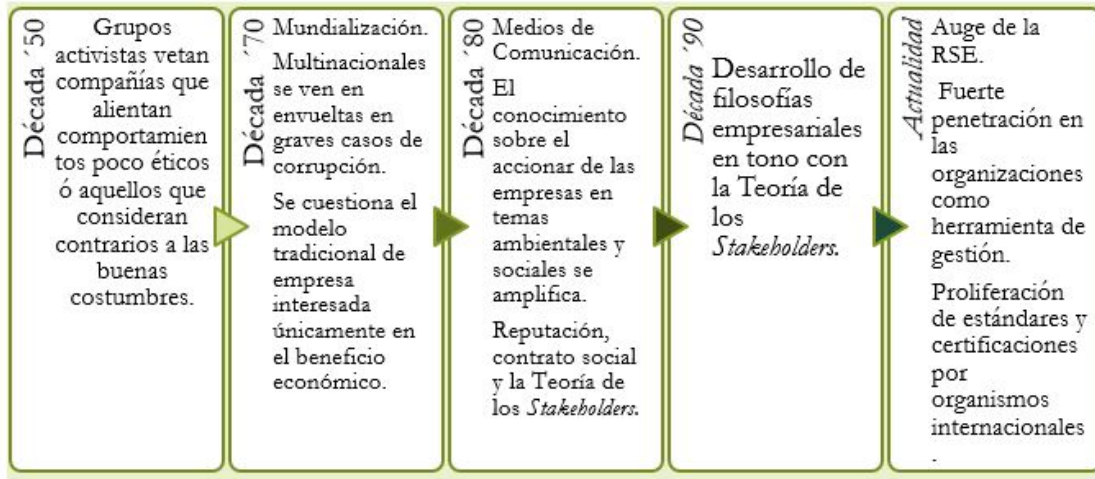 Década ´50
Grupos
activistas vetan
compañías que
alientan
comportamien
tos poco éticos
ó aquellos que
consideran
contrarios a las
buenas
costumbres.
Década ´70
Mundialización.
Multinacionales
se ven en
envueltas en
graves casos de
corrupción.
Se cuestiona el
modelo
tradicional de
empresa
interesada
únicamente en
el beneficio
económico.
Década ´80
Medios de
Comunicación.
El
conocimiento
sobre el
accionar de las
empresas en
temas
ambientales y
sociales se
amplifica.
Reputación,
contrato social
y la Teoría de
los Stakeholders.
Década ´90
Desarrollo de
filosofías
empresariales
en tono con
la Teoría de
los
Stakeholders.
Actualidad
Auge de la
RSE.
Fuerte
penetración en
las
organizaciones
como
herramienta de
gestión.
Proliferación
de estándares y
certificaciones
por
organismos
internacionales
.